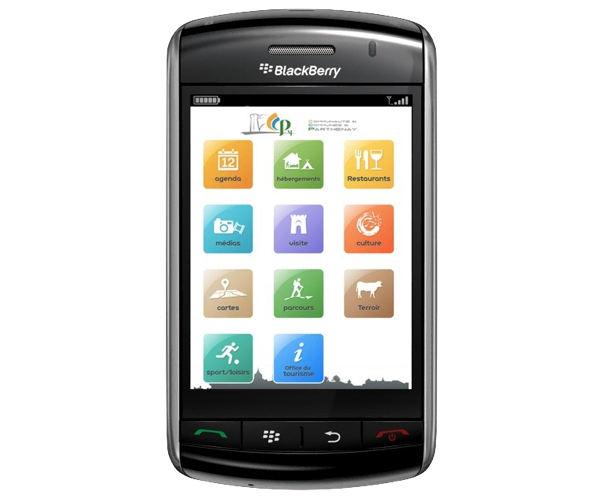 BlackBerry
Py
Communauté de
Communes de
Parthenay
12
agenda
hébergements
Restaurants
médias
visite
culture
cartes
parcours
Terroir
sport/loisirs
i
Office du
tourisme